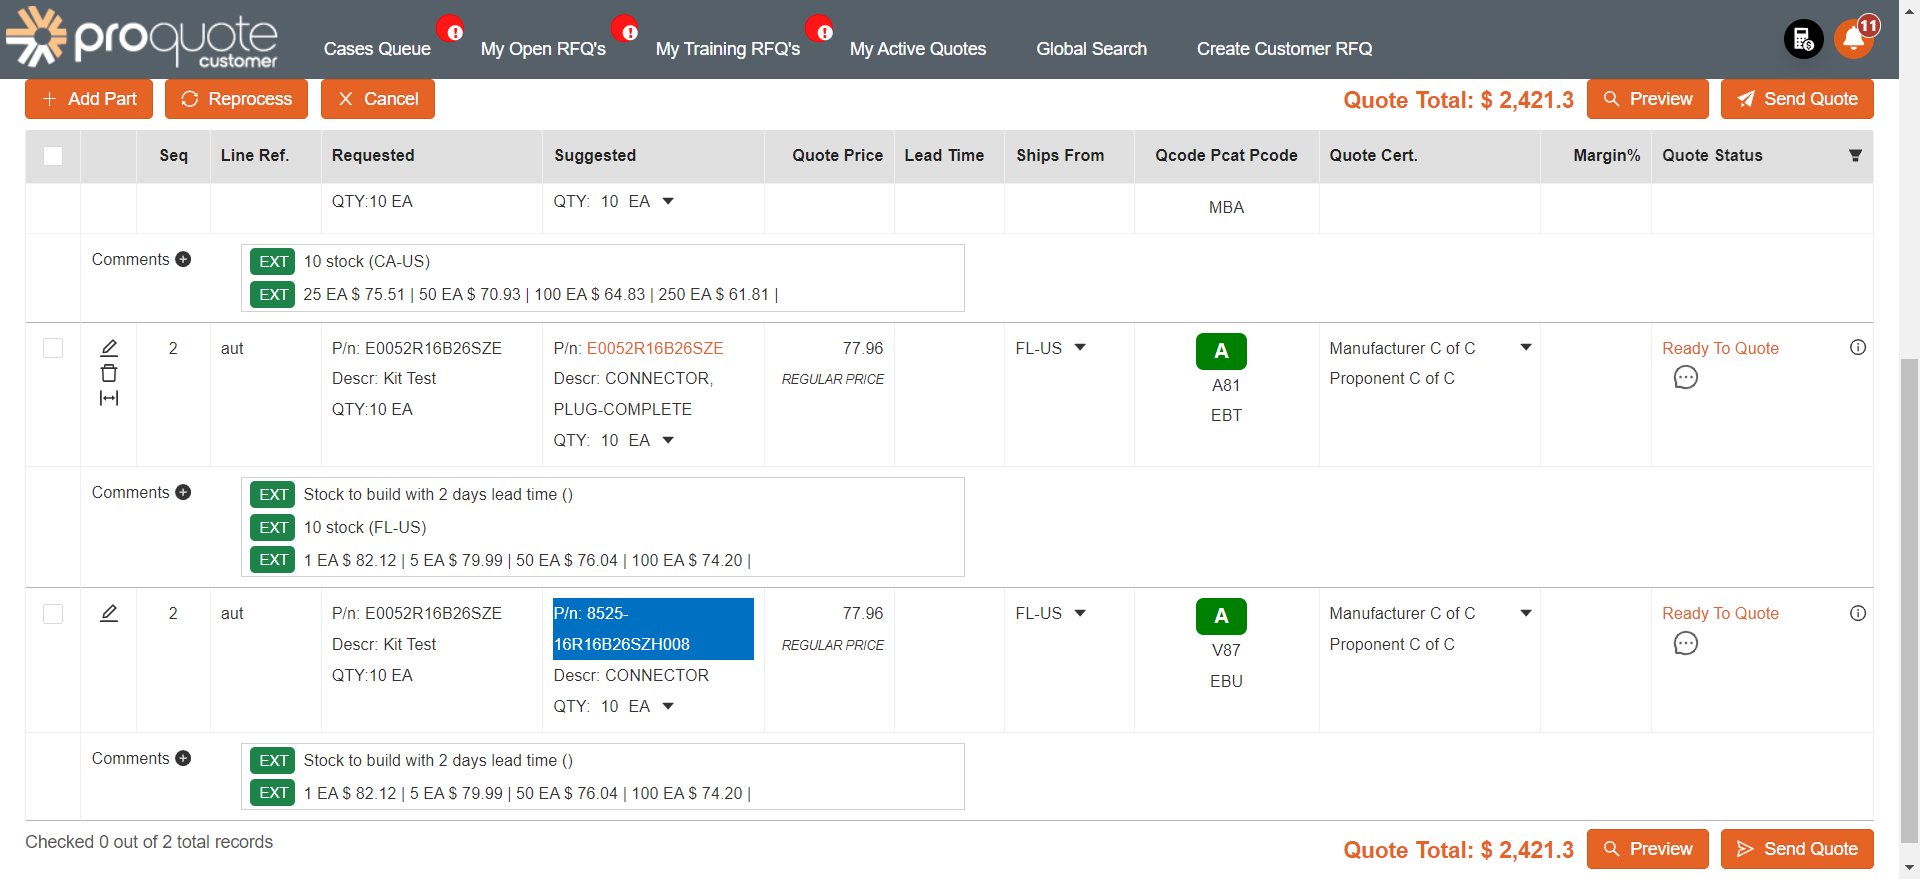 proquote
customer
Cases Queue
My Open RFQ's
My Training RFQ's
My Active Quotes
Global Search
Create Customer RFQ
11
Add Part
Reprocess
Cancel
Quote Total: $ 2,421.3
Preview
Send Quote
Seq
Line Ref.
Requested
Suggested
Quote Price
Lead Time
Ships From
Qcode Pcat Pcode
Quote Cert.
Margin%
Quote Status
QTY:10 EA
QTY: 10 EA
MBA
Comments
EXT 10 stock (CA-US)
EXT 25 EA $ 75.51 | 50 EA $ 70.93 | 100 EA $ 64.83 | 250 EA $ 61.81 |
2
aut
P/n: E0052R16B26SZE
Descr: Kit Test
QTY:10 EA
P/n: E0052R16B26SZE
Descr: CONNECTOR,
PLUG-COMPLETE
QTY: 10 EA
77.96
REGULAR PRICE
FL-US
A
A81
EBT
Manufacturer C of C
Proponent C of C
Ready To Quote
Comments
EXT Stock to build with 2 days lead time ()
EXT 10 stock (FL-US)
EXT 1 EA $ 82.12 | 5 EA $ 79.99 | 50 EA $ 76.04 | 100 EA $ 74.20 |
2
aut
P/n: E0052R16B26SZE
Descr: Kit Test
QTY:10 EA
P/n: 8525-
16R16B26SZH008
Descr: CONNECTOR
QTY: 10 EA
77.96
REGULAR PRICE
FL-US
A
V87
EBU
Manufacturer C of C
Proponent C of C
Ready To Quote
Comments
EXT Stock to build with 2 days lead time ()
EXT 1 EA $ 82.12 | 5 EA $ 79.99 | 50 EA $ 76.04 | 100 EA $ 74.20 |
Checked 0 out of 2 total records
Quote Total: $ 2,421.3
Preview
Send Quote